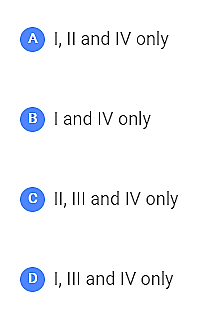 A I, II and IV only
B I and IV only
C II, III and IV only
D I, III and IV only